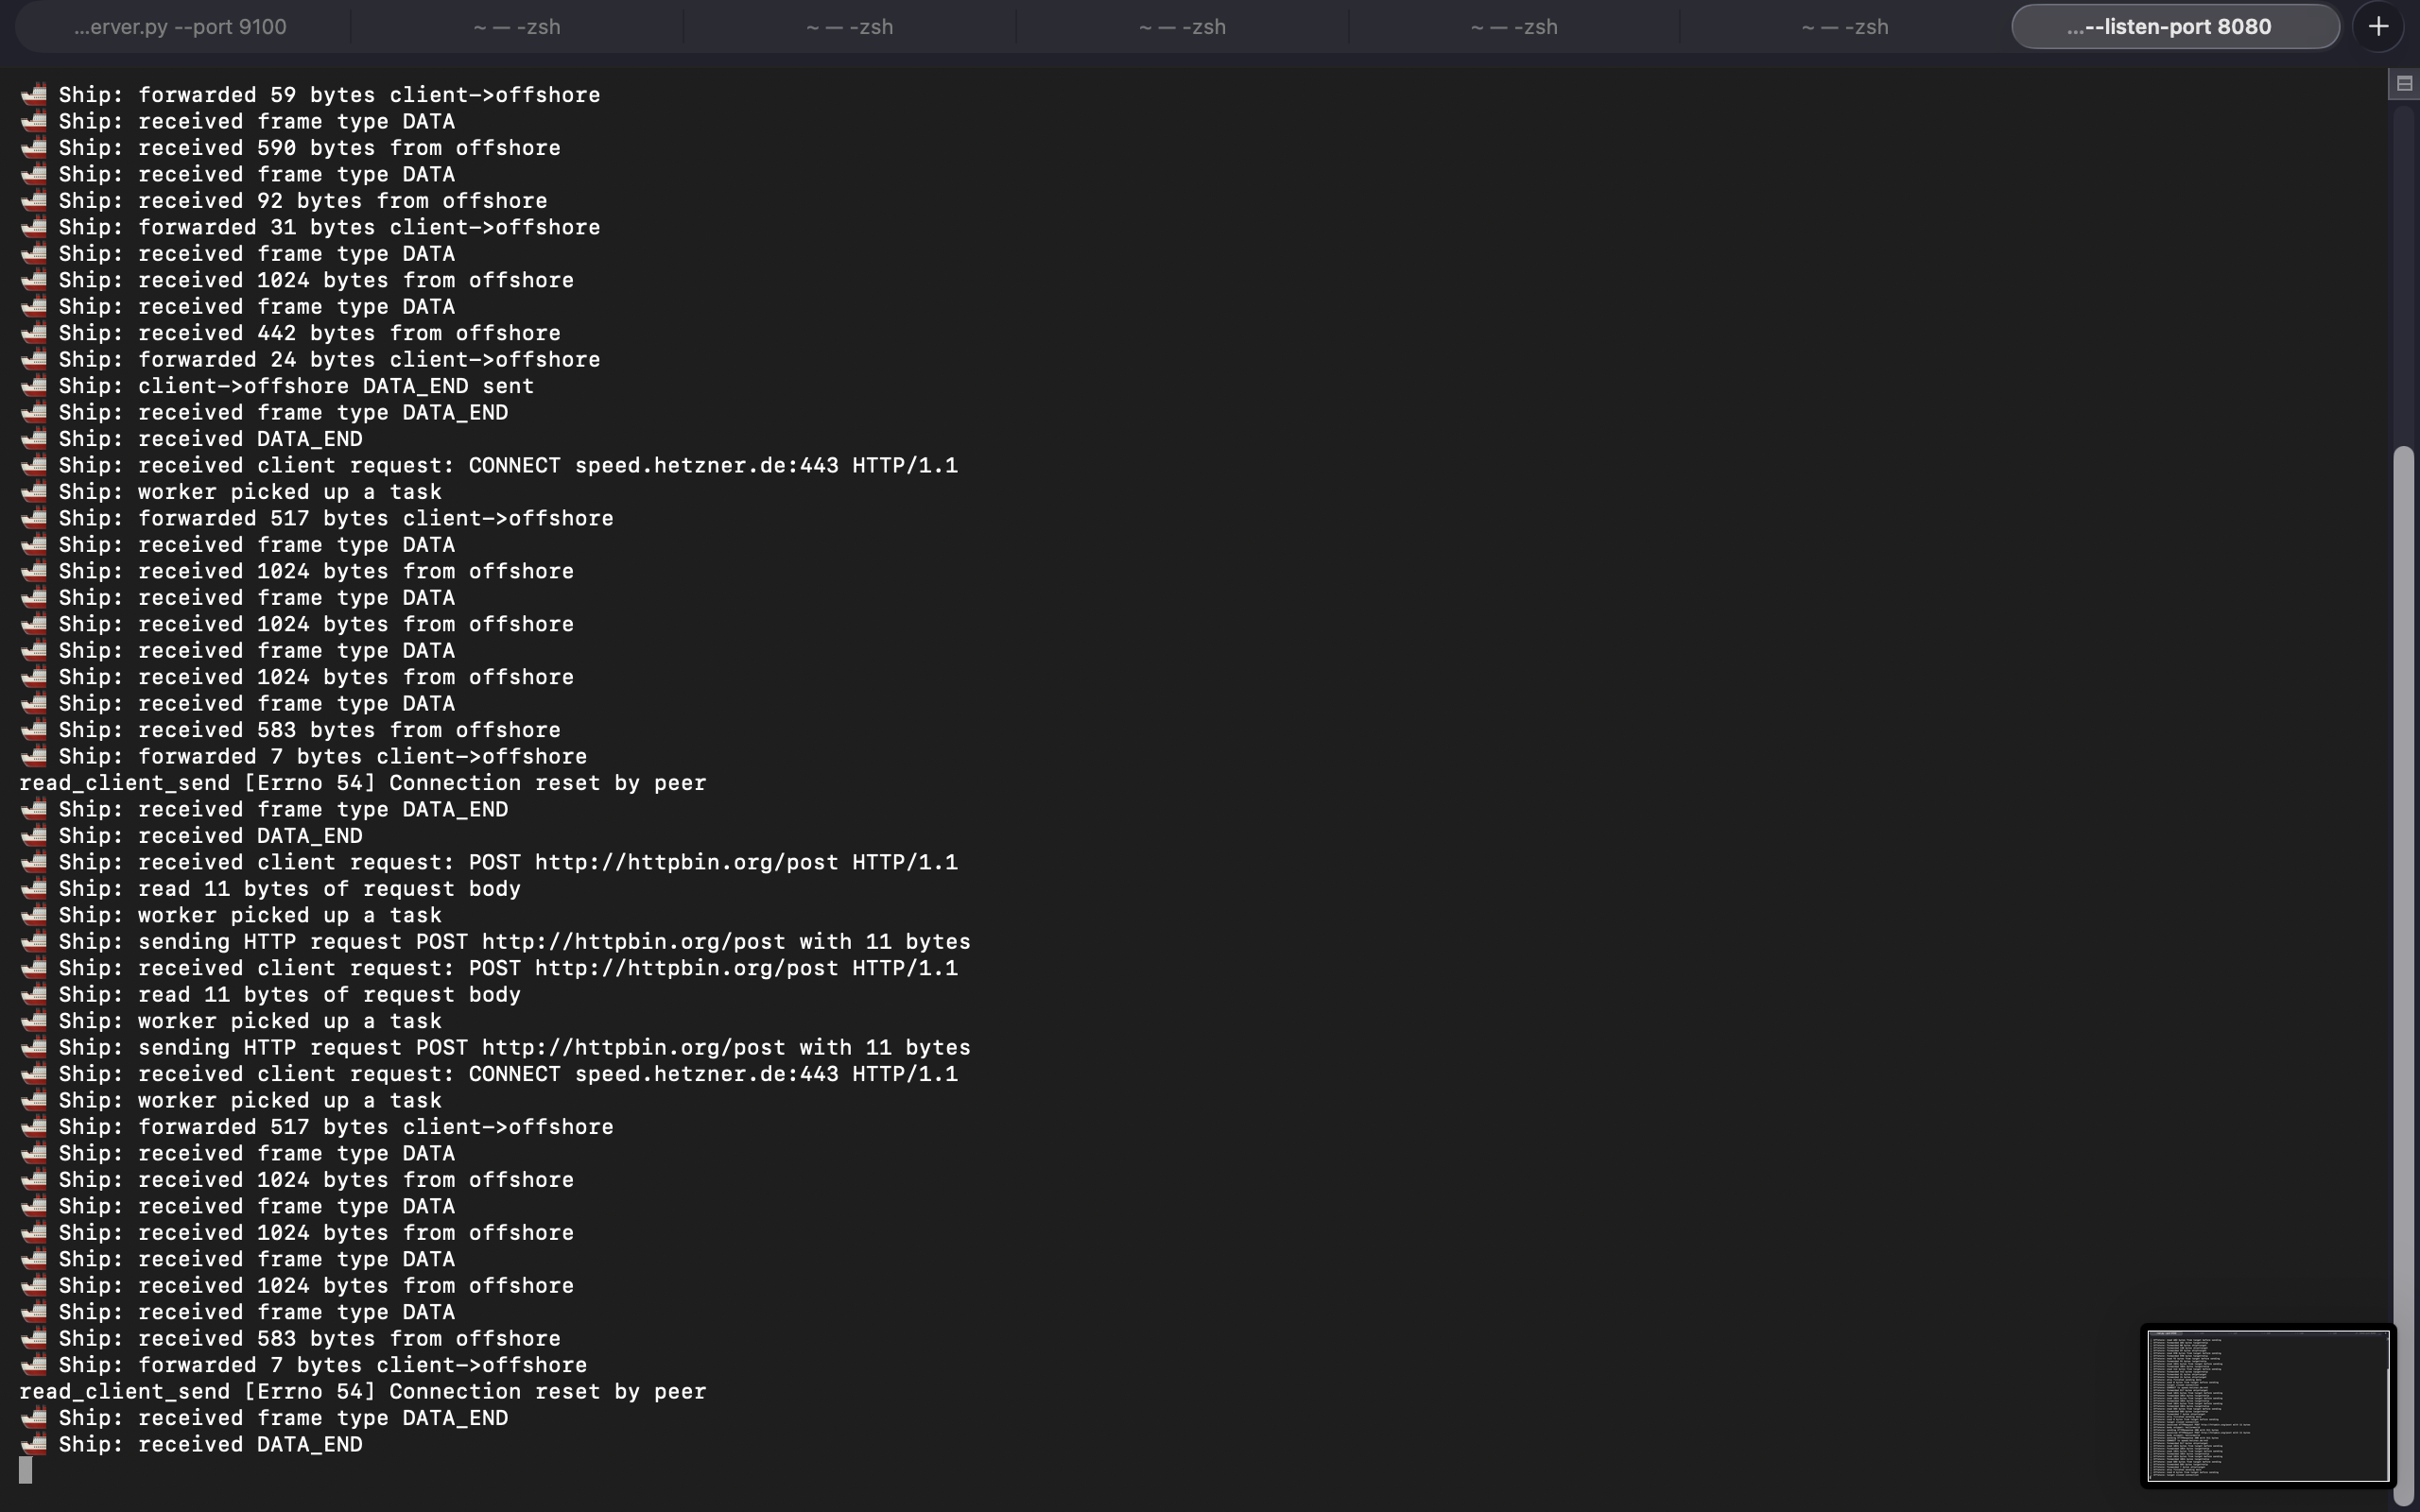 ...erver.py --port 9100
~ — -zsh
~ — -zsh
~ — -zsh
~ — -zsh
~ — -zsh
...--listen-port 8080
+
🚢 Ship: forwarded 59 bytes client->offshore
🚢 Ship: received frame type DATA
🚢 Ship: received 590 bytes from offshore
🚢 Ship: received frame type DATA
🚢 Ship: received 92 bytes from offshore
🚢 Ship: forwarded 31 bytes client->offshore
🚢 Ship: received frame type DATA
🚢 Ship: received 1024 bytes from offshore
🚢 Ship: received frame type DATA
🚢 Ship: received 442 bytes from offshore
🚢 Ship: forwarded 24 bytes client->offshore
🚢 Ship: client->offshore DATA_END sent
🚢 Ship: received frame type DATA_END
🚢 Ship: received DATA_END
🚢 Ship: received client request: CONNECT speed.hetzner.de:443 HTTP/1.1
🚢 Ship: worker picked up a task
🚢 Ship: forwarded 517 bytes client->offshore
🚢 Ship: received frame type DATA
🚢 Ship: received 1024 bytes from offshore
🚢 Ship: received frame type DATA
🚢 Ship: received 1024 bytes from offshore
🚢 Ship: received frame type DATA
🚢 Ship: received 1024 bytes from offshore
🚢 Ship: received frame type DATA
🚢 Ship: received 583 bytes from offshore
🚢 Ship: forwarded 7 bytes client->offshore
read_client_send [Errno 54] Connection reset by peer
🚢 Ship: received frame type DATA_END
🚢 Ship: received DATA_END
🚢 Ship: received client request: POST http://httpbin.org/post HTTP/1.1
🚢 Ship: read 11 bytes of request body
🚢 Ship: worker picked up a task
🚢 Ship: sending HTTP request POST http://httpbin.org/post with 11 bytes
🚢 Ship: received client request: POST http://httpbin.org/post HTTP/1.1
🚢 Ship: read 11 bytes of request body
🚢 Ship: worker picked up a task
🚢 Ship: sending HTTP request POST http://httpbin.org/post with 11 bytes
🚢 Ship: received client request: CONNECT speed.hetzner.de:443 HTTP/1.1
🚢 Ship: worker picked up a task
🚢 Ship: forwarded 517 bytes client->offshore
🚢 Ship: received frame type DATA
🚢 Ship: received 1024 bytes from offshore
🚢 Ship: received frame type DATA
🚢 Ship: received 1024 bytes from offshore
🚢 Ship: received frame type DATA
🚢 Ship: received 1024 bytes from offshore
🚢 Ship: received frame type DATA
🚢 Ship: received 583 bytes from offshore
🚢 Ship: forwarded 7 bytes client->offshore
read_client_send [Errno 54] Connection reset by peer
🚢 Ship: received frame type DATA_END
🚢 Ship: received DATA_END